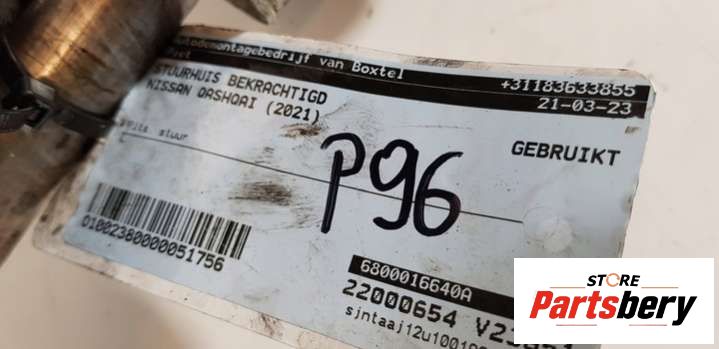 Autodemontagebedrijf van Boxtel
+31183633855
21-03-23
STUURHUIS BEKRACHTIGD
NISSAN QASHQAI (2021)
GEBRUIKT
stuur
P96
01002380000051756
6800016640A
22000654
STORE
Partsbery